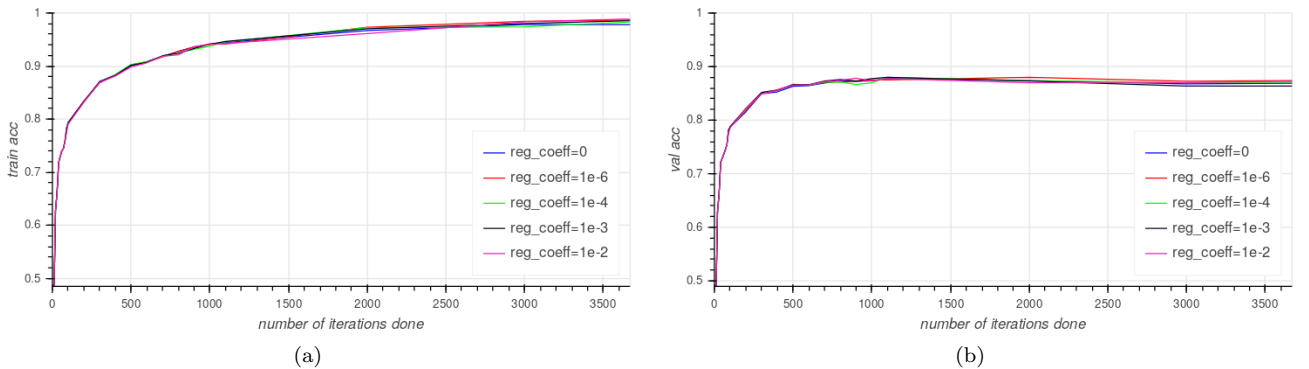 1
0.9
0.8
0.7
0.6
0.5
train acc
0 500 1000 1500 2000 2500 3000 3500
number of iterations done
reg_coeff=0
reg_coeff=1e-6
reg_coeff=1e-4
reg_coeff=1e-3
reg_coeff=1e-2
(a)
1
0.9
0.8
0.7
0.6
0.5
val acc
0 500 1000 1500 2000 2500 3000 3500
number of iterations done
reg_coeff=0
reg_coeff=1e-6
reg_coeff=1e-4
reg_coeff=1e-3
reg_coeff=1e-2
(b)